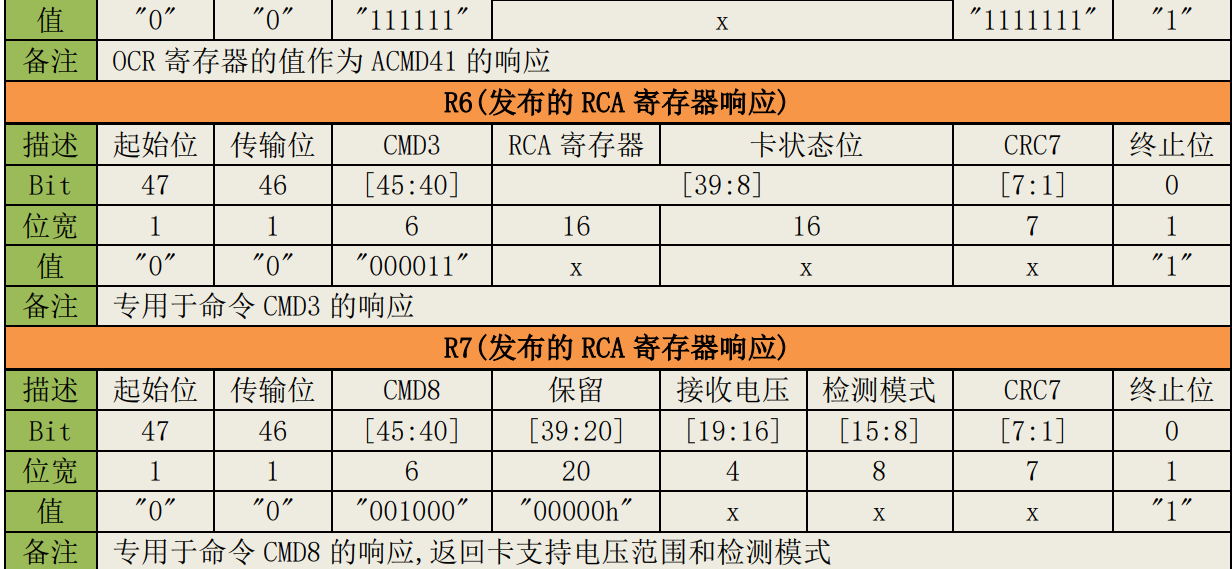 值 "0" "0" "111111" x "1111111" "1"
备注 OCR 寄存器的值作为 ACMD41 的响应
R6(发布的 RCA 寄存器响应)
描述 起始位 传输位 CMD3 RCA 寄存器 卡状态位 CRC7 终止位
Bit 47 46 [45:40] [39:8] [7:1] 0
位宽 1 1 6 16 16 7 1
值 "0" "0" "000011" x x x "1"
备注 专用于命令 CMD3 的响应
R7(发布的 RCA 寄存器响应)
描述 起始位 传输位 CMD8 保留 接收电压 检测模式 CRC7 终止位
Bit 47 46 [45:40] [39:20] [19:16] [15:8] [7:1] 0
位宽 1 1 6 20 4 8 7 1
值 "0" "0" "001000" "00000h" x x x "1"
备注 专用于命令 CMD8 的响应,返回卡支持电压范围和检测模式